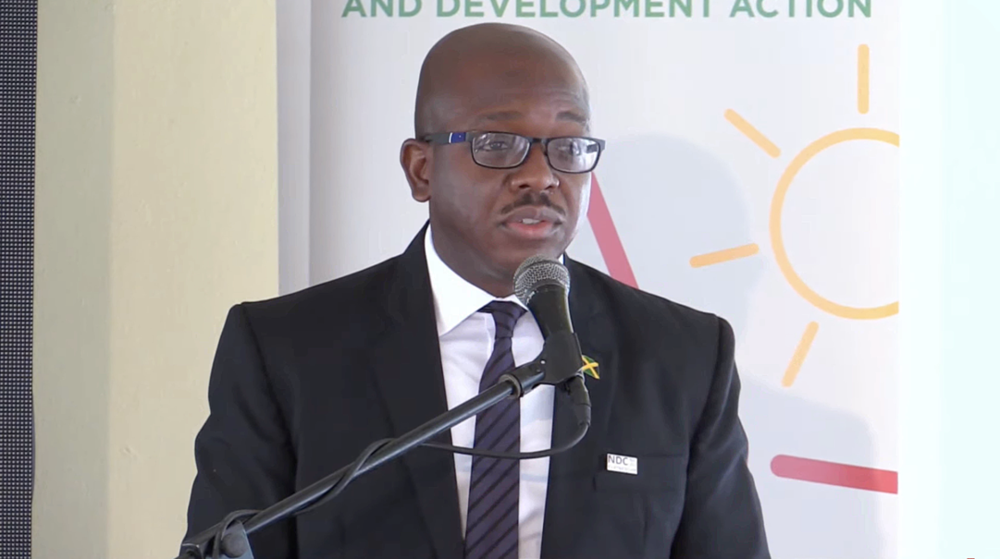 AND DEVELOPMENT ACTION
NDC